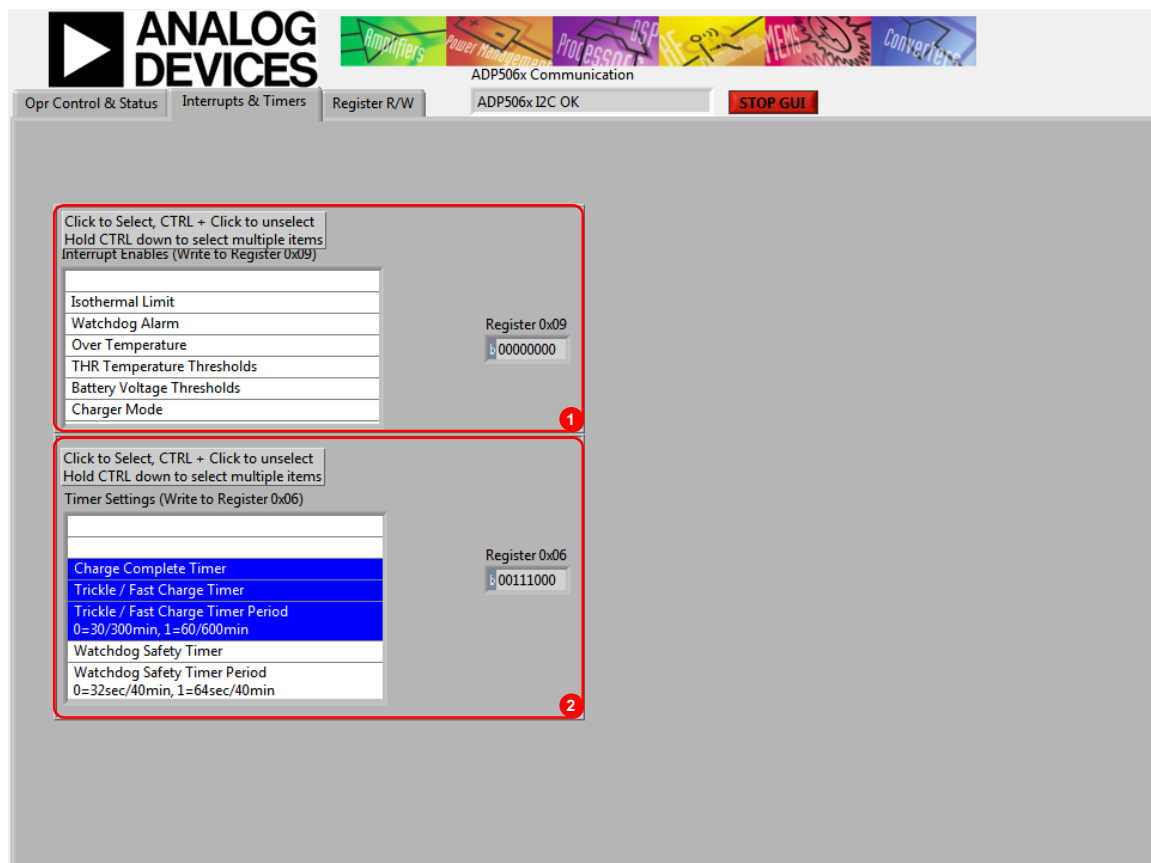 ANALOG
DEVICES
Amplifiers
Power Management
Processors
DSP
MEMS
Converters
ADP506x Communication
Opr Control & Status
Interrupts & Timers
Register R/W
ADP506x I2C OK
STOP GUI
Click to Select, CTRL + Click to unselect
Hold CTRL down to select multiple items
Interrupt Enables (Write to Register 0x09)
Isothermal Limit
Watchdog Alarm
Over Temperature
THR Temperature Thresholds
Battery Voltage Thresholds
Charger Mode
Register 0x09
b 00000000
1
Click to Select, CTRL + Click to unselect
Hold CTRL down to select multiple items
Timer Settings (Write to Register 0x06)
Charge Complete Timer
Trickle / Fast Charge Timer
Trickle / Fast Charge Timer Period
0=30/300min, 1=60/600min
Watchdog Safety Timer
Watchdog Safety Timer Period
0=32sec/40min, 1=64sec/40min
Register 0x06
b 00111000
2